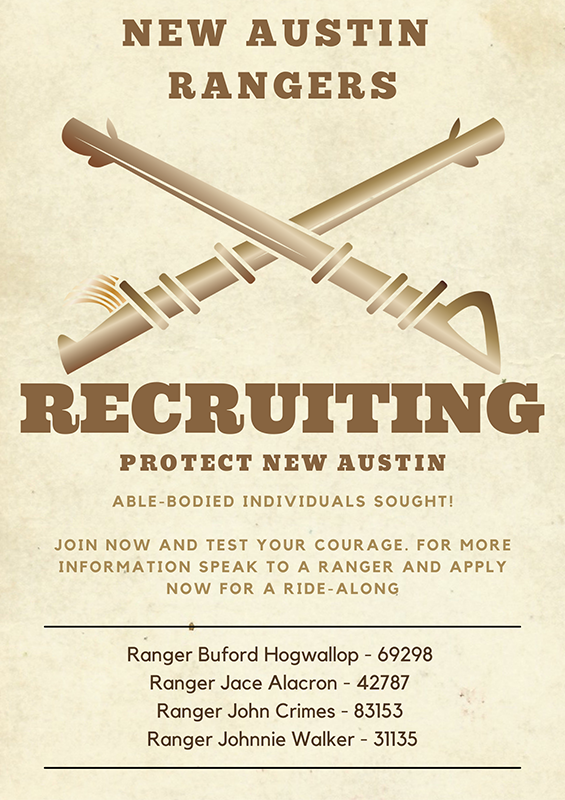 NEW AUSTIN
RANGERS
RECRUITING
PROTECT NEW AUSTIN
ABLE-BODIED INDIVIDUALS SOUGHT!
JOIN NOW AND TEST YOUR COURAGE. FOR MORE
INFORMATION SPEAK TO A RANGER AND APPLY
NOW FOR A RIDE-ALONG
Ranger Buford Hogwallop - 69298
Ranger Jace Alacron - 42787
Ranger John Crimes - 83153
Ranger Johnnie Walker - 31135